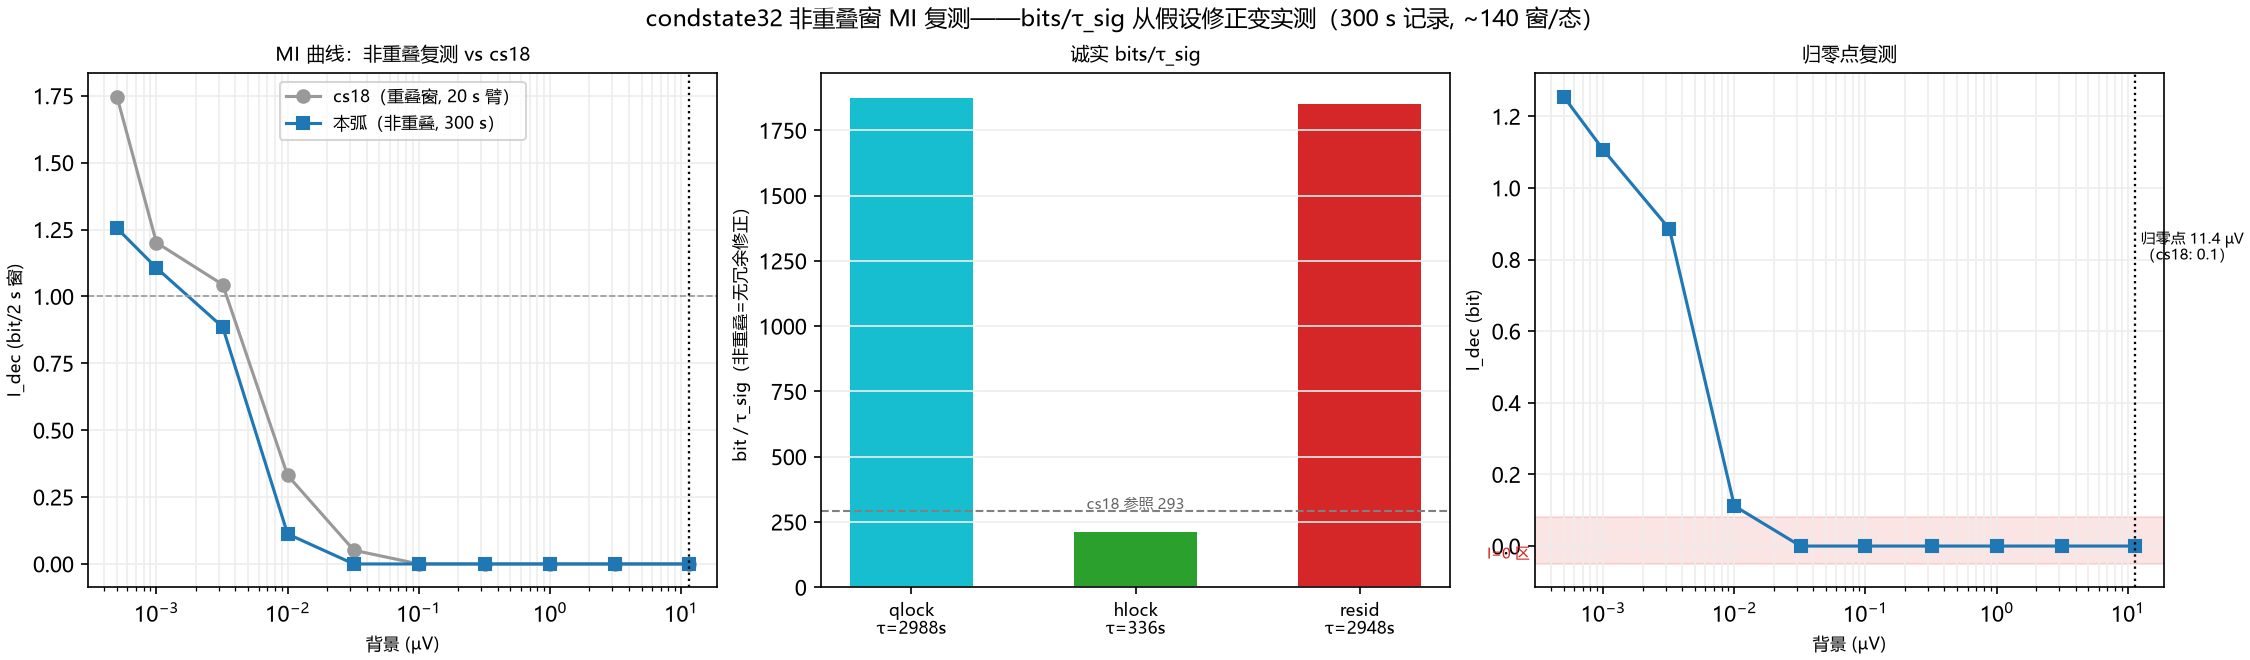 condstate32 非重叠窗 MI 复测——bits/τ_sig 从假设修正变实测（300 s 记录, ~140 窗/态）
MI 曲线：非重叠复测 vs cs18
I_dec (bit/2 s 窗)
1.75
1.50
1.25
1.00
0.75
0.50
0.25
0.00
cs18（重叠窗, 20 s 臂）
本弧（非重叠, 300 s）
10⁻³
10⁻²
10⁻¹
10⁰
10¹
背景 (μV)
诚实 bits/τ_sig
bit / τ_sig（非重叠=无冗余修正）
1750
1500
1250
1000
750
500
250
0
cs18 参照 293
qlock
τ=2988s
hlock
τ=336s
resid
τ=2948s
归零点复测
I_dec (bit)
1.2
1.0
0.8
0.6
0.4
0.2
0.0
I=0 区
归零点 11.4 μV
（cs18: 0.1）
10⁻³
10⁻²
10⁻¹
10⁰
10¹
背景 (μV)